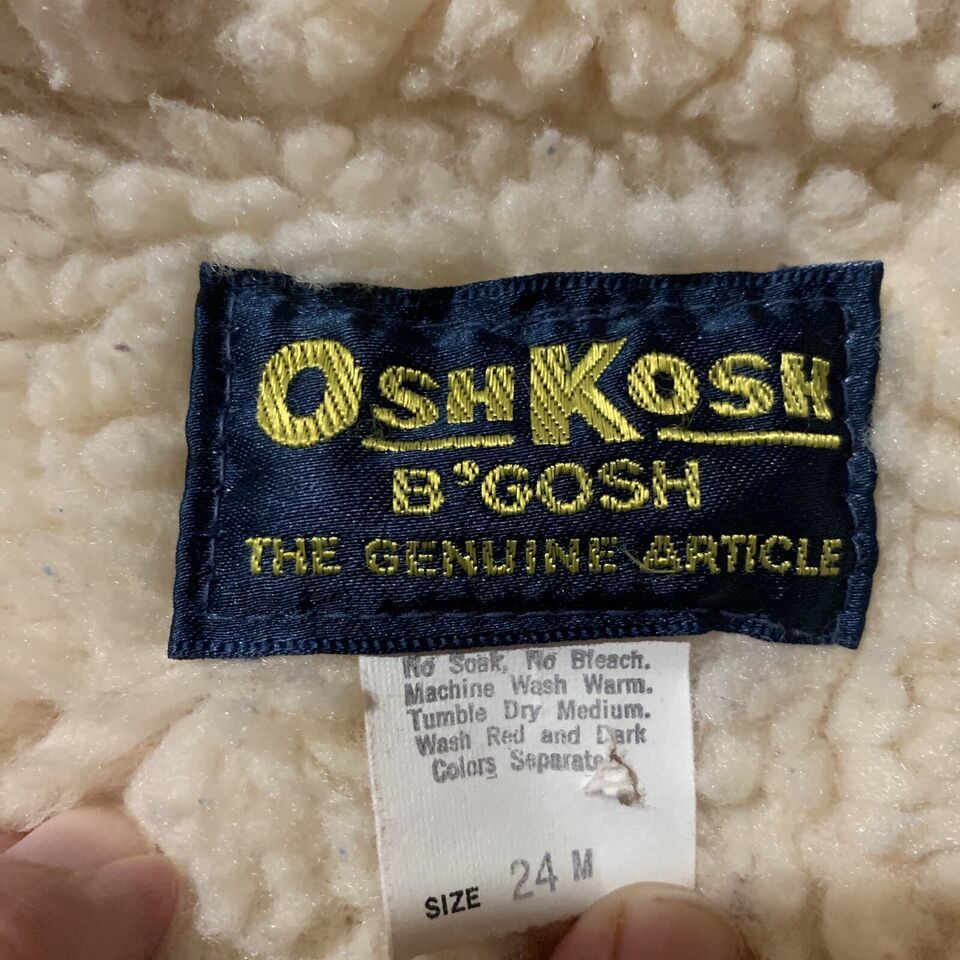 OSHKOSH
B'GOSH
THE GENUINE ARTICLE
No Soak, No Bleach.
Machine Wash Warm.
Tumble Dry Medium.
Wash Red and Dark
Colors Separate
SIZE 24 M